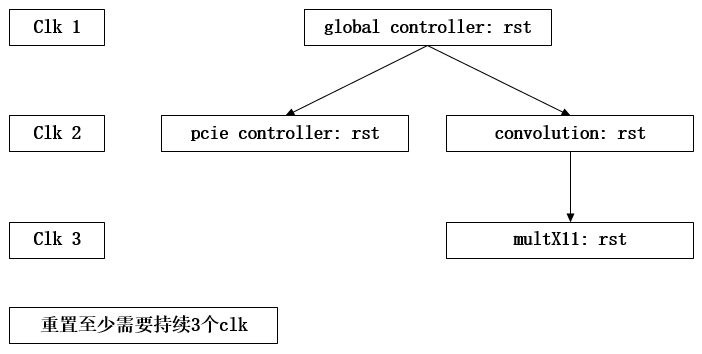 Clk 1
global controller: rst
Clk 2
pcie controller: rst
convolution: rst
Clk 3
multX11: rst
重置至少需要持续3个clk